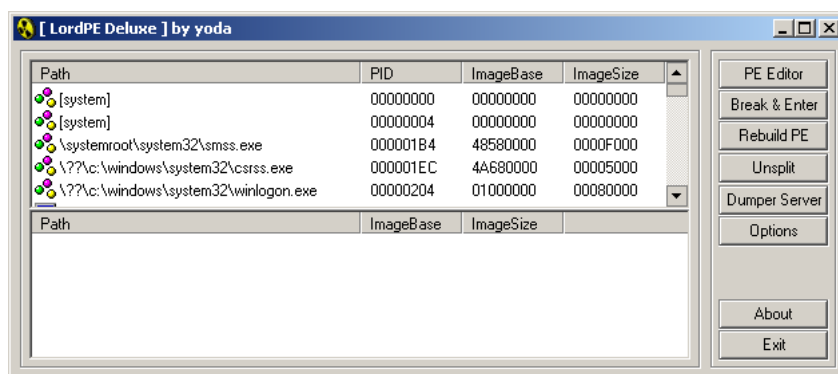 [ LordPE Deluxe ] by yoda
Path PID ImageBase ImageSize
[system] 00000000 00000000 00000000
[system] 00000004 00000000 00000000
\systemroot\system32\smss.exe 000001B4 48580000 0000F000
\??\c:\windows\system32\csrss.exe 000001EC 4A680000 00005000
\??\c:\windows\system32\winlogon.exe 00000204 01000000 00080000
Path ImageBase ImageSize
PE Editor
Break & Enter
Rebuild PE
Unsplit
Dumper Server
Options
About
Exit